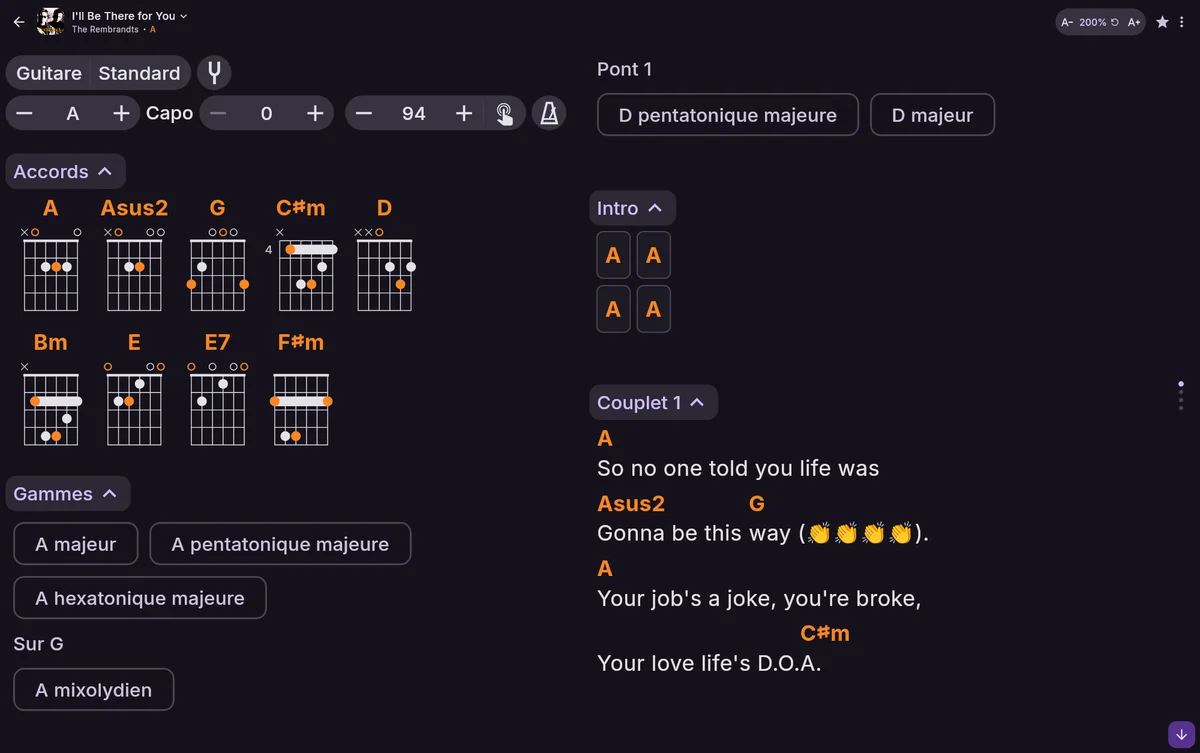 I'll Be There for You
The Rembrandts • A
A- 200% A+
Guitare Standard
A Capo 0 94
Accords
A Asus2 G C♯m D
4
Bm E E7 F♯m
Gammes
A majeur A pentatonique majeure
A hexatonique majeure
Sur G
A mixolydien
Pont 1
D pentatonique majeure D majeur
Intro
A A
A A
Couplet 1
A
So no one told you life was
Asus2 G
Gonna be this way (👏👏👏👏).
A
Your job's a joke, you're broke,
C♯m
Your love life's D.O.A.